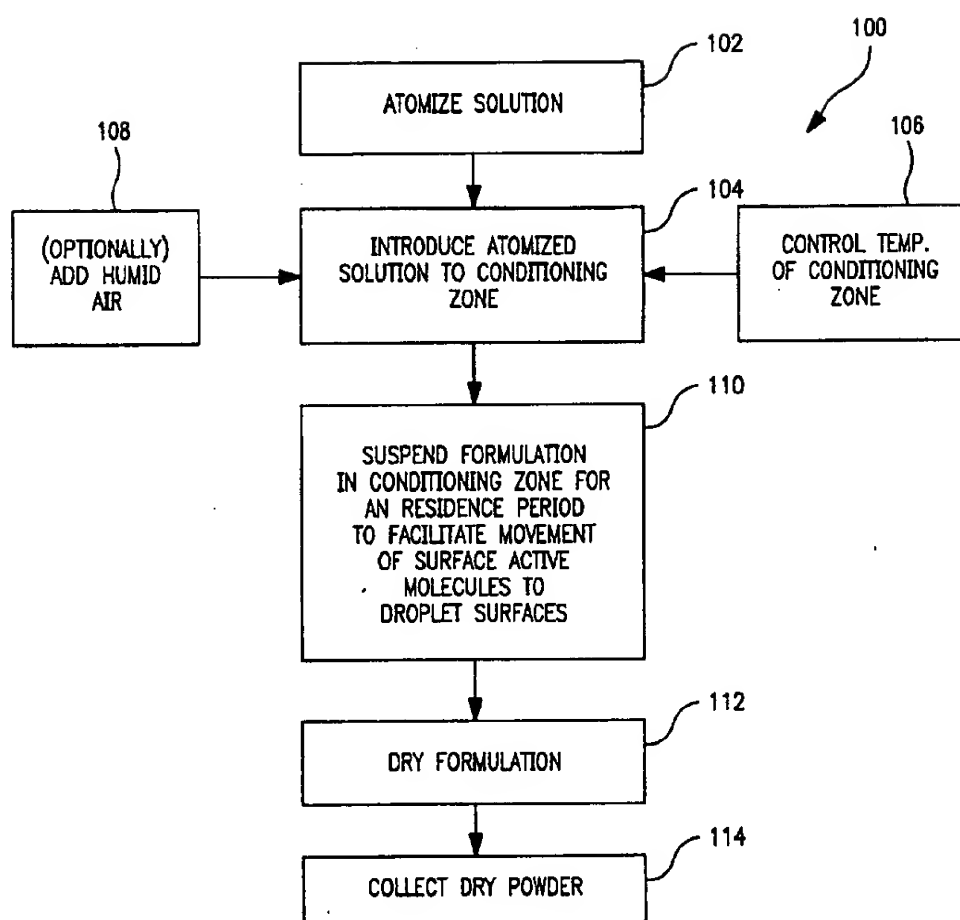 102
100
ATOMIZE SOLUTION
108
104
106
(OPTIONALLY)
ADD HUMID
AIR
INTRODUCE ATOMIZED
SOLUTION TO CONDITIONING
ZONE
CONTROL TEMP.
OF CONDITIONING
ZONE
110
SUSPEND FORMULATION
IN CONDITIONING ZONE FOR
AN RESIDENCE PERIOD
TO FACILITATE MOVEMENT
OF SURFACE ACTIVE
MOLECULES TO
DROPLET SURFACES
112
DRY FORMULATION
114
COLLECT DRY POWDER